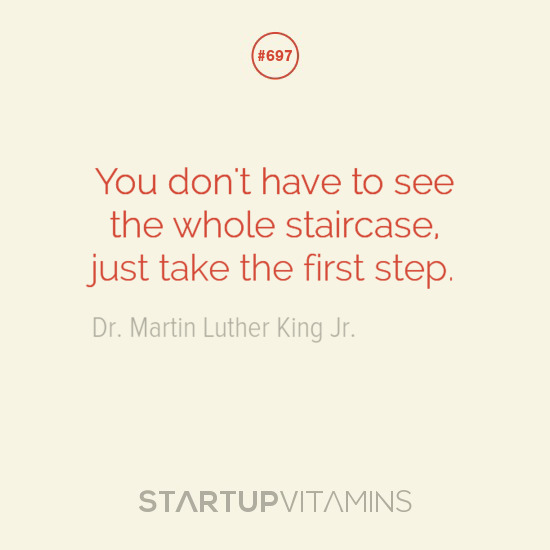 #697
You don't have to see
the whole staircase,
just take the first step.
Dr. Martin Luther King Jr.
STARTUPVITAMINS